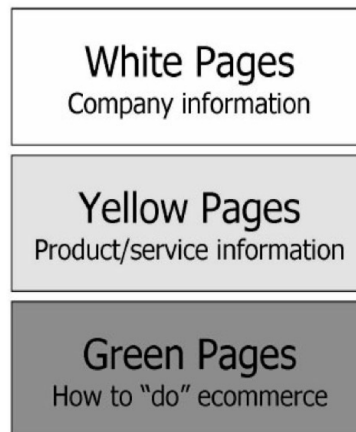 White Pages
Company information
Yellow Pages
Product/service information
Green Pages
How to “do” ecommerce